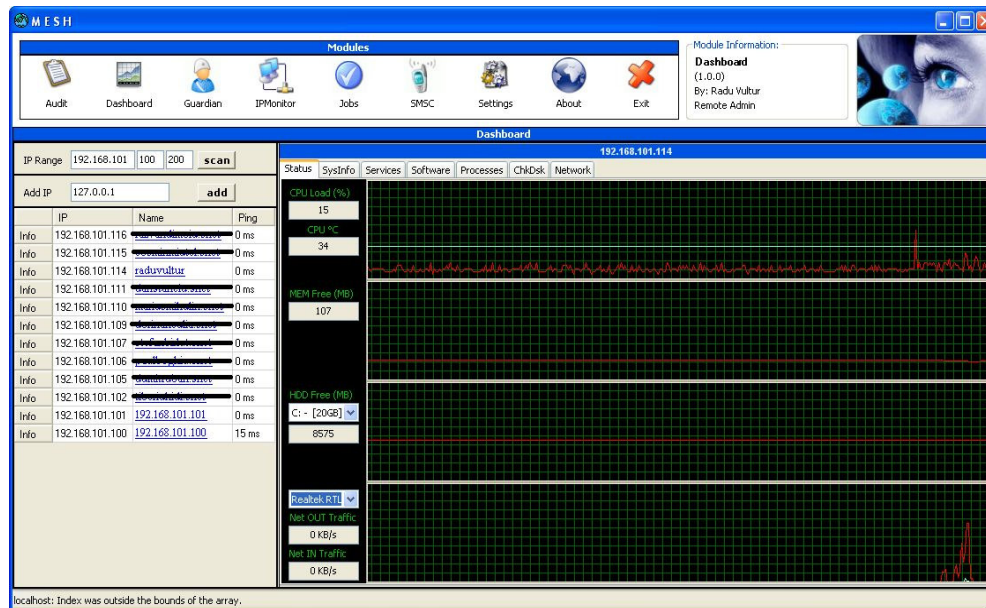 MESH
Modules
Audit Dashboard Guardian IPMonitor Jobs SMSC Settings About Exit
Module Information:
Dashboard
(1.0.0)
By: Radu Vultur
Remote Admin
Dashboard
IP Range 192.168.101 100 200 scan
Add IP 127.0.0.1 add
IP Name Ping
Info 192.168.101.116 0 ms
Info 192.168.101.115 0 ms
Info 192.168.101.114 raduvultur 0 ms
Info 192.168.101.111 0 ms
Info 192.168.101.110 0 ms
Info 192.168.101.109 0 ms
Info 192.168.101.107 0 ms
Info 192.168.101.106 0 ms
Info 192.168.101.105 0 ms
Info 192.168.101.102 0 ms
Info 192.168.101.101 192.168.101.101 0 ms
Info 192.168.101.100 192.168.101.100 15 ms
192.168.101.114
Status SysInfo Services Software Processes ChkDsk Network
CPU Load (%)
15
CPU °C
34
MEM Free (MB)
107
HDD Free (MB)
C: - [20GB]
8575
Realtek RTL
Net OUT Traffic
0 KB/s
Net IN Traffic
0 KB/s
localhost: Index was outside the bounds of the array.